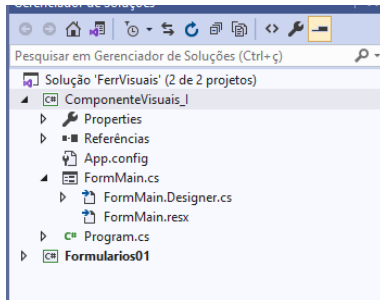 Gerenciador de Soluções
Pesquisar em Gerenciador de Soluções (Ctrl+ç)
Solução 'FerrVisuais' (2 de 2 projetos)
C# ComponenteVisuais_I
Properties
Referências
App.config
FormMain.cs
FormMain.Designer.cs
FormMain.resx
C# Program.cs
C# Formularios01